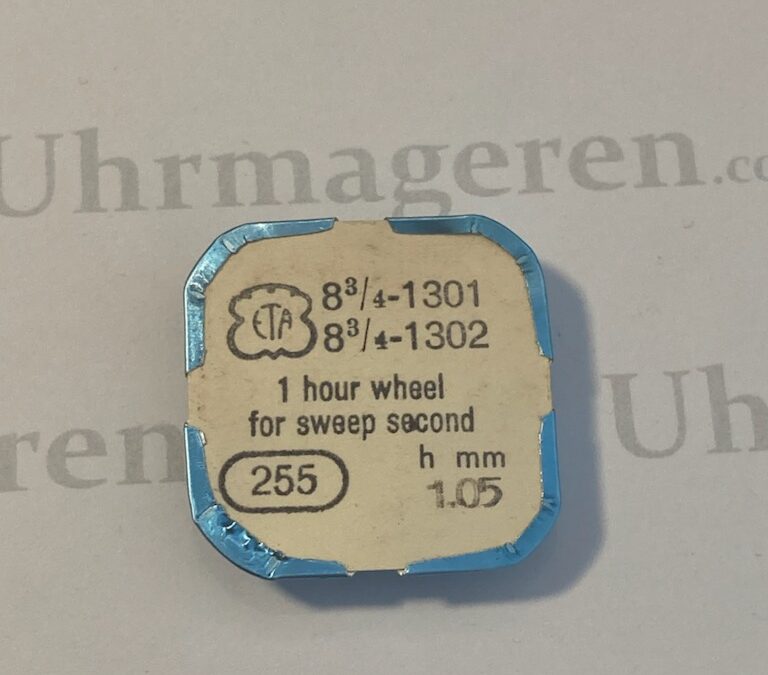 Uhrmageren.co
ETA
8¾-1301
8¾-1302
1 hour wheel
for sweep second
255
h mm
1.05
ren
Uh